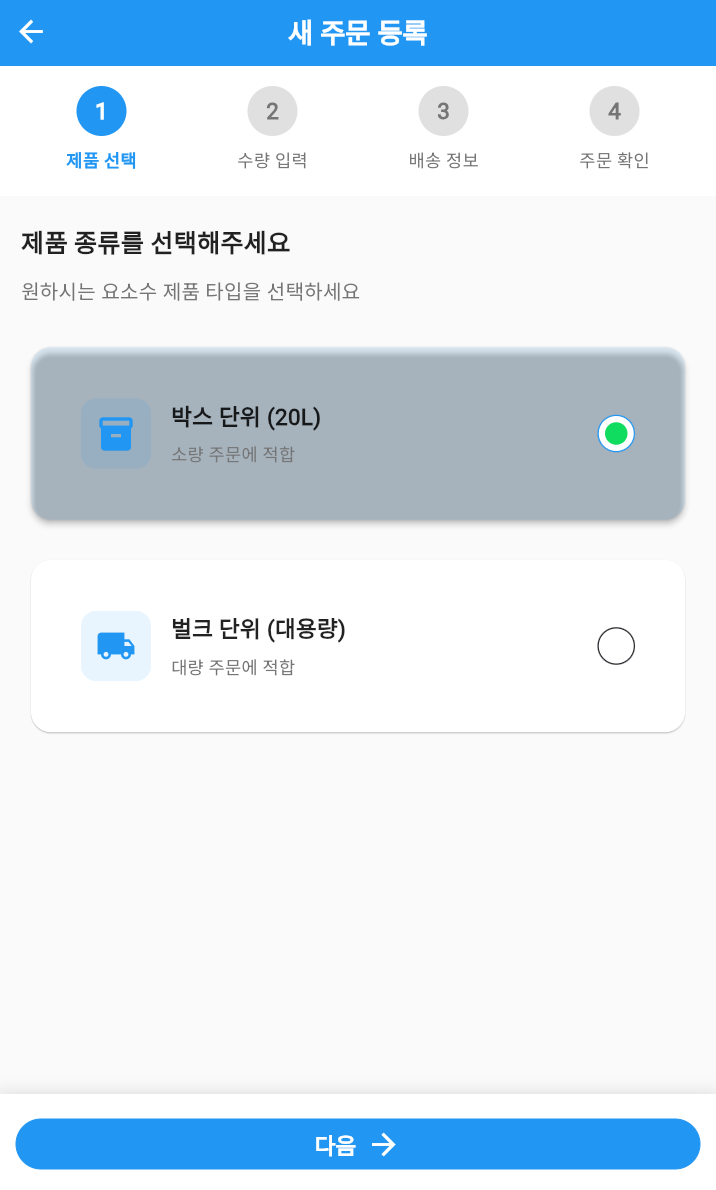 새 주문 등록
1 2 3 4
제품 선택 수량 입력 배송 정보 주문 확인
제품 종류를 선택해주세요
원하시는 요소수 제품 타입을 선택하세요
박스 단위 (20L)
소량 주문에 적합
벌크 단위 (대용량)
대량 주문에 적합
다음